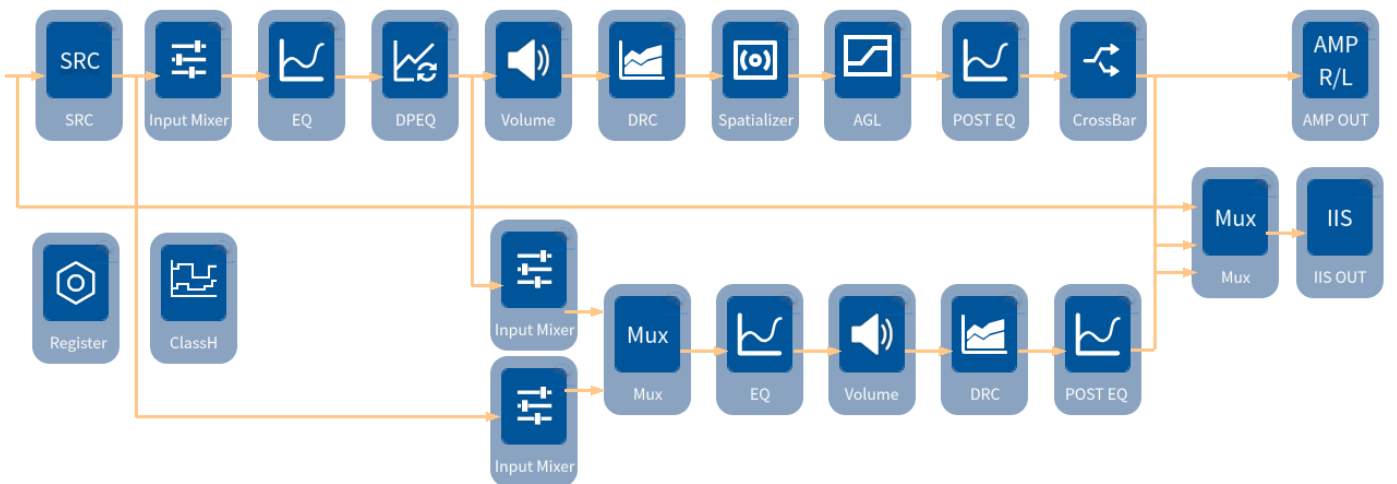 SRC
SRC
Input Mixer
EQ
DPEQ
Volume
DRC
Spatializer
AGL
POST EQ
CrossBar
AMP
R/L
AMP OUT
Mux
Mux
IIS
IIS OUT
Register
ClassH
Input Mixer
Mux
Mux
EQ
Volume
DRC
POST EQ
Input Mixer